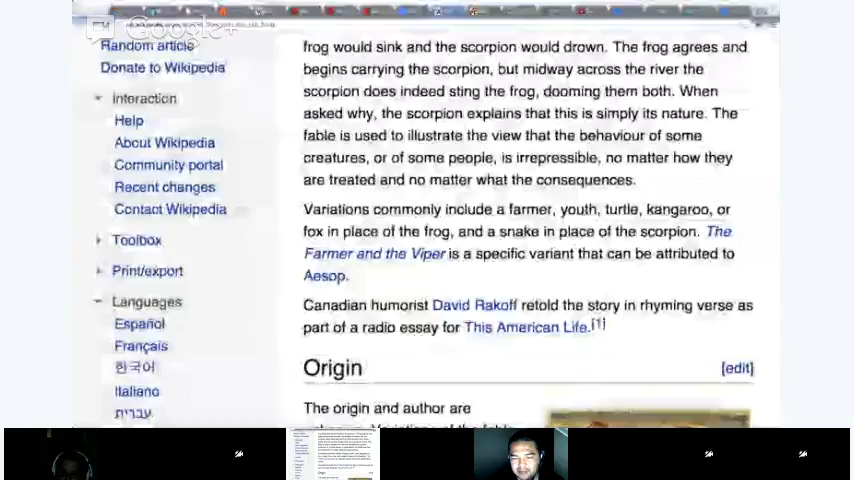 Google+
Random article
Donate to Wikipedia
Interaction
Help
About Wikipedia
Community portal
Recent changes
Contact Wikipedia
Toolbox
Print/export
Languages
Español
Français
한국어
Italiano
עברית
frog would sink and the scorpion would drown. The frog agrees and
begins carrying the scorpion, but midway across the river the
scorpion does indeed sting the frog, dooming them both. When
asked why, the scorpion explains that this is simply its nature. The
fable is used to illustrate the view that the behaviour of some
creatures, or of some people, is irrepressible, no matter how they
are treated and no matter what the consequences.
Variations commonly include a farmer, youth, turtle, kangaroo, or
fox in place of the frog, and a snake in place of the scorpion. The
Farmer and the Viper is a specific variant that can be attributed to
Aesop.
Canadian humorist David Rakoff retold the story in rhyming verse as
part of a radio essay for This American Life.[1]
Origin [edit]
The origin and author are